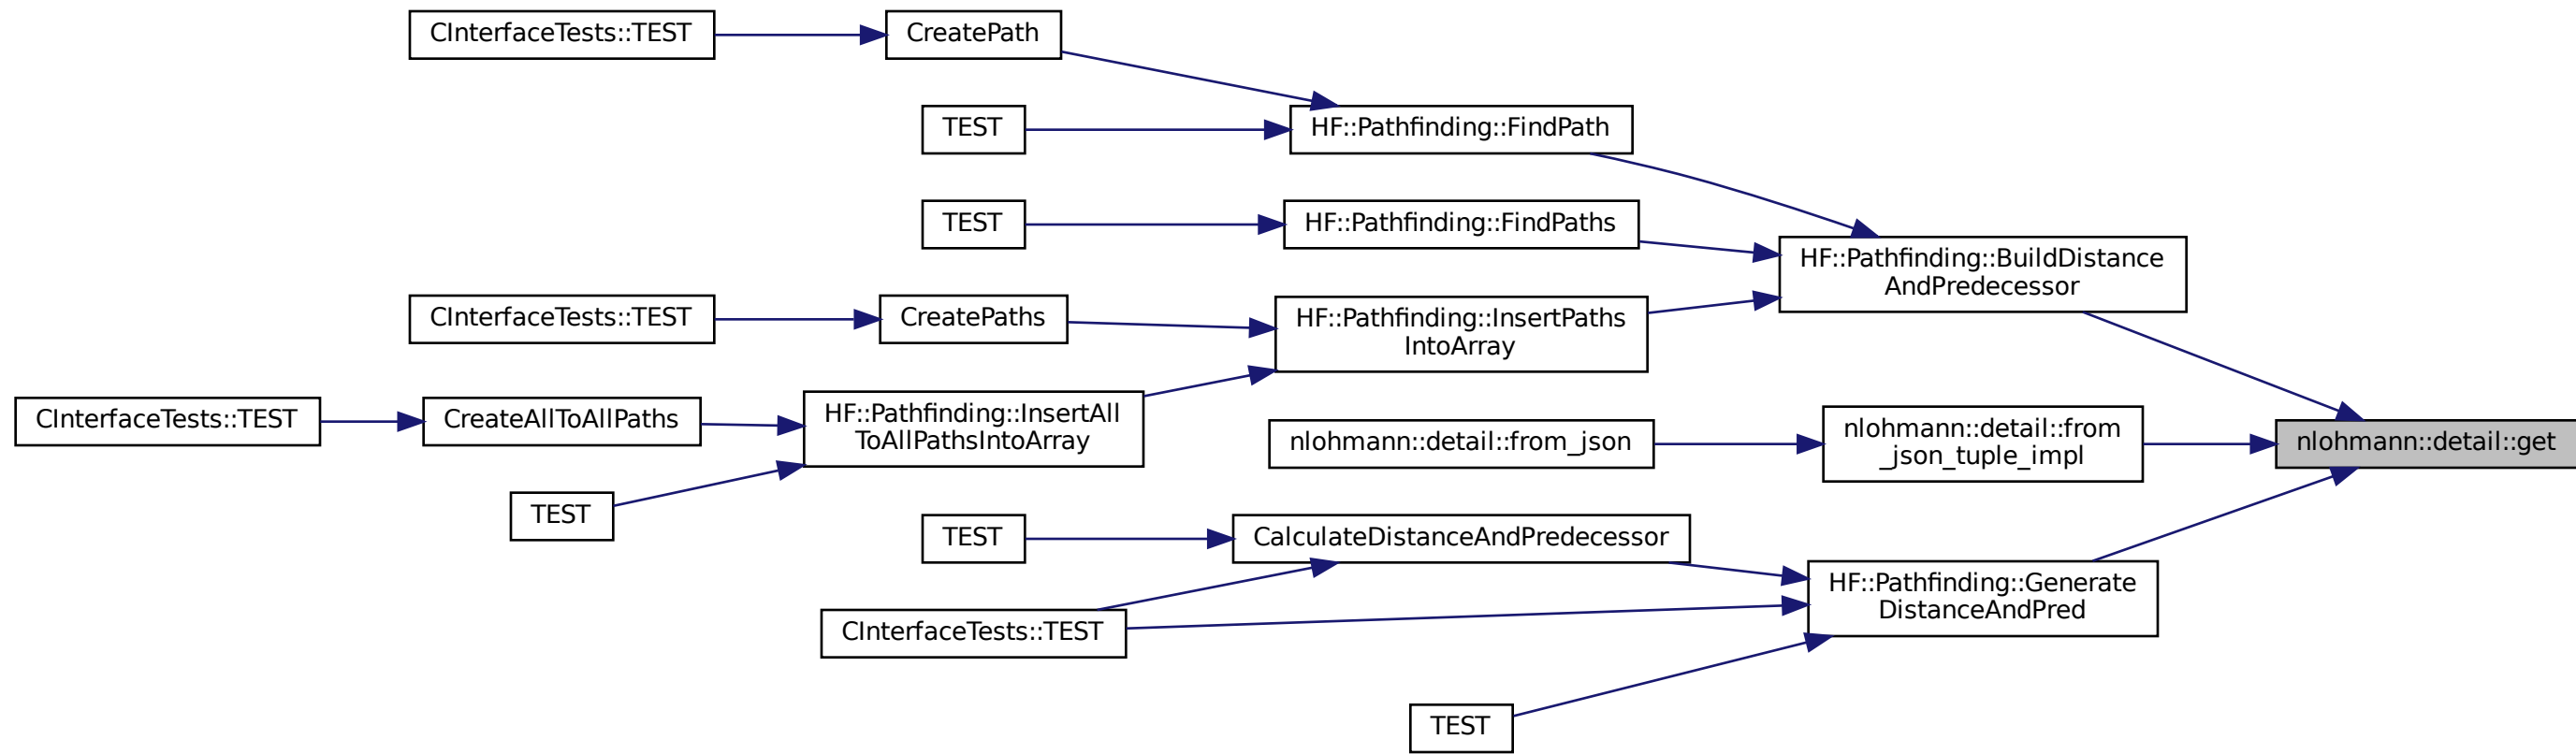 CInterfaceTests::TEST
CreatePath
TEST
HF::Pathfinding::FindPath
TEST
HF::Pathfinding::FindPaths
HF::Pathfinding::BuildDistance
AndPredecessor
CInterfaceTests::TEST
CreatePaths
HF::Pathfinding::InsertPaths
IntoArray
CInterfaceTests::TEST
CreateAllToAllPaths
HF::Pathfinding::InsertAll
ToAllPathsIntoArray
nlohmann::detail::from_json
nlohmann::detail::from
_json_tuple_impl
nlohmann::detail::get
TEST
TEST
CalculateDistanceAndPredecessor
HF::Pathfinding::Generate
DistanceAndPred
CInterfaceTests::TEST
TEST